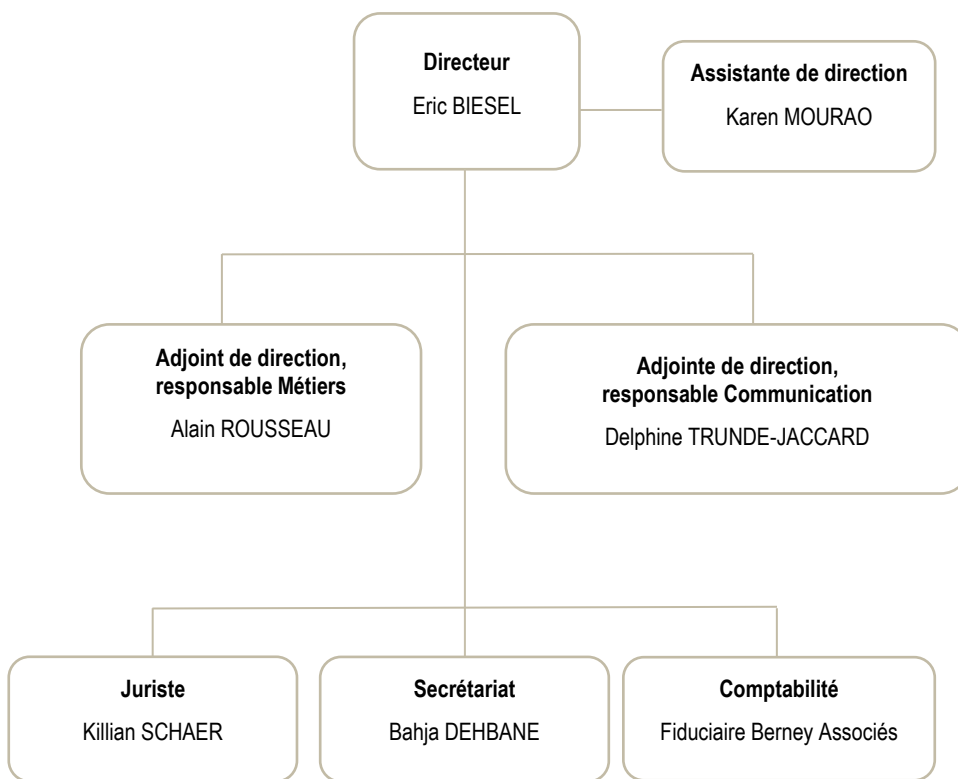 Directeur
Eric BIESEL
Assistante de direction
Karen MOURAO
Adjoint de direction,
responsable Métiers
Alain ROUSSEAU
Adjointe de direction,
responsable Communication
Delphine TRUNDE-JACCARD
Juriste
Killian SCHAER
Secrétariat
Bahja DEHBANE
Comptabilité
Fiduciaire Berney Associés